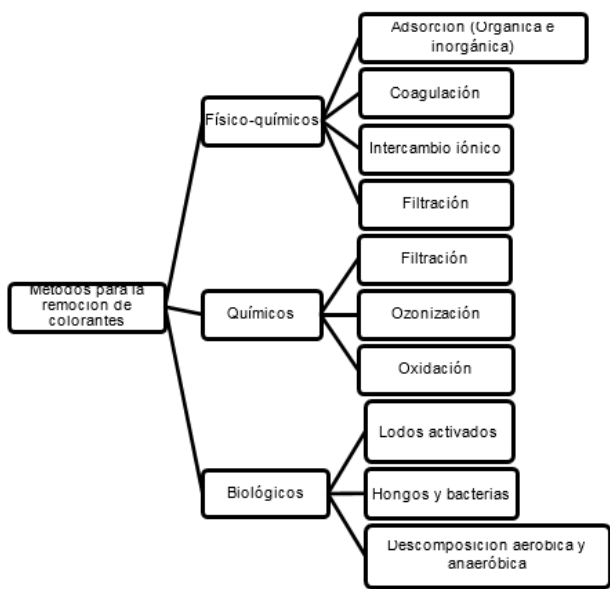 Adsorción (Orgánica e
inorgánica)
Coagulación
Físico-químicos
Intercambio iónico
Filtración
Filtración
Métodos para la
remoción de
colorantes
Químicos
Ozonización
Oxidación
Lodos activados
Biológicos
Hongos y bacterias
Descomposición aeróbica y
anaeróbica